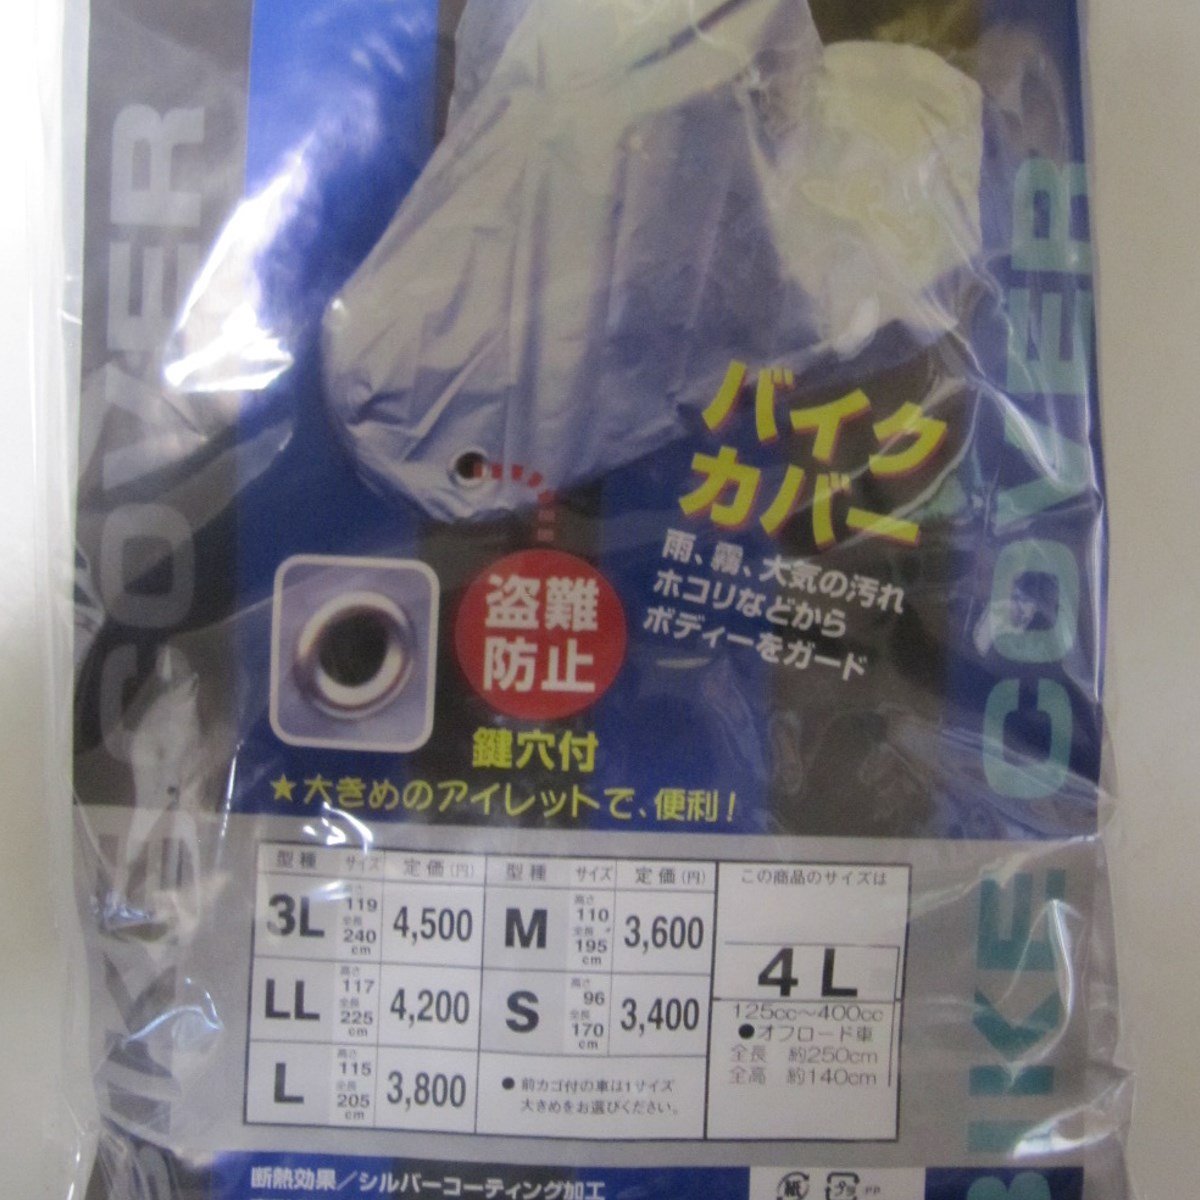 BIKE COVER
BIKE COVER
バイク
カバー
雨、霧、大気の汚れ
ホコリなどから
ボディーをガード
盗難
防止
鍵穴付
★大きめのアイレットで、便利!
型種 サイズ 定価(円) 型種 サイズ 定価(円)
3L 高さ 119 全長 240 cm 4,500
M 高さ 110 全長 195 cm 3,600
LL 高さ 117 全長 225 cm 4,200
S 高さ 96 全長 170 cm 3,400
L 高さ 115 全長 205 cm 3,800
●前カゴ付の車は1サイズ
大きめをお選びください。
この商品のサイズは
4L
125cc〜400cc
●オフロード車
全長 約250cm
全高 約140cm
断熱効果/シルバーコーティング加工
紙 プラ PP